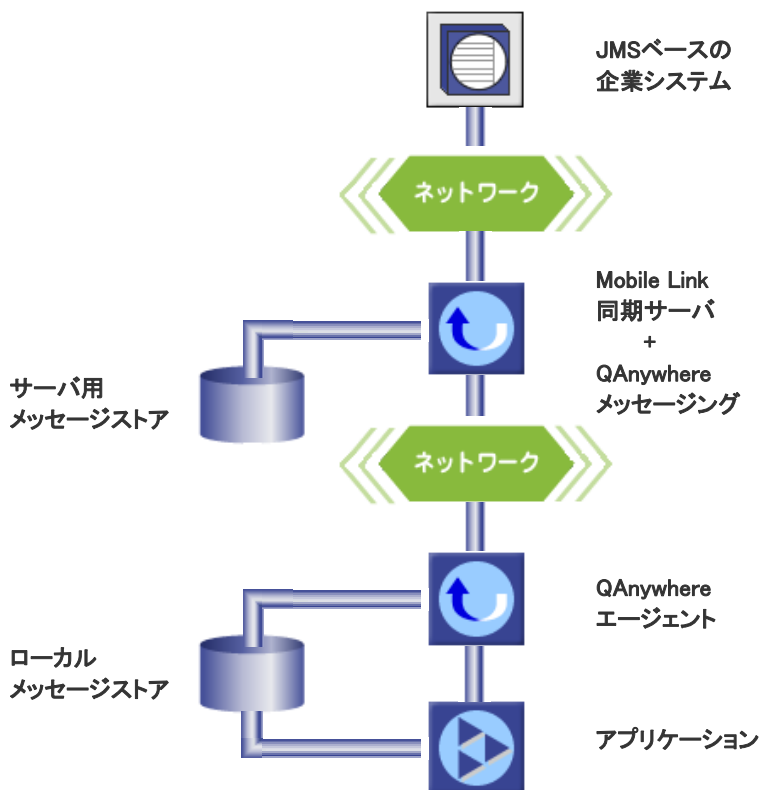 JMSベースの
企業システム
ネットワーク
Mobile Link
同期サーバ
+
QAnywhere
メッセージング
サーバ用
メッセージストア
ネットワーク
QAnywhere
エージェント
ローカル
メッセージストア
アプリケーション